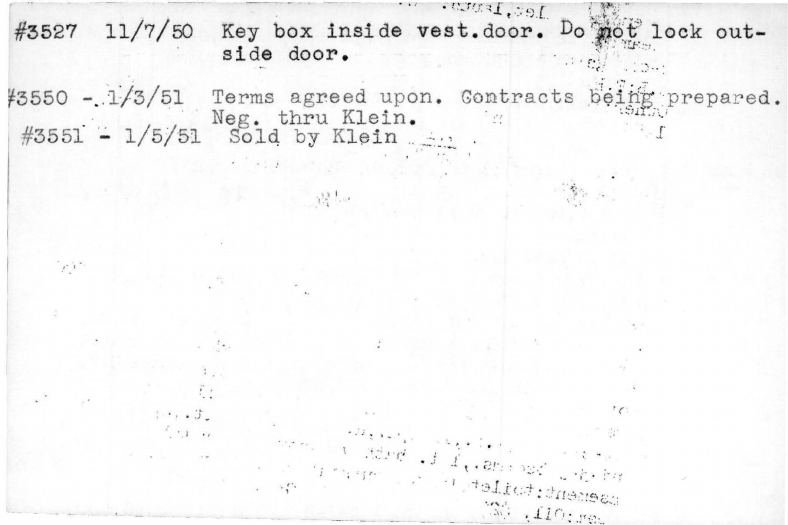 #3527 11/7/50 Key box inside vest.door. Do not lock out-
side door.
#3550 - 1/3/51 Terms agreed upon. Contracts being prepared.
Neg. thru Klein.
#3551 - 1/5/51 Sold by Klein